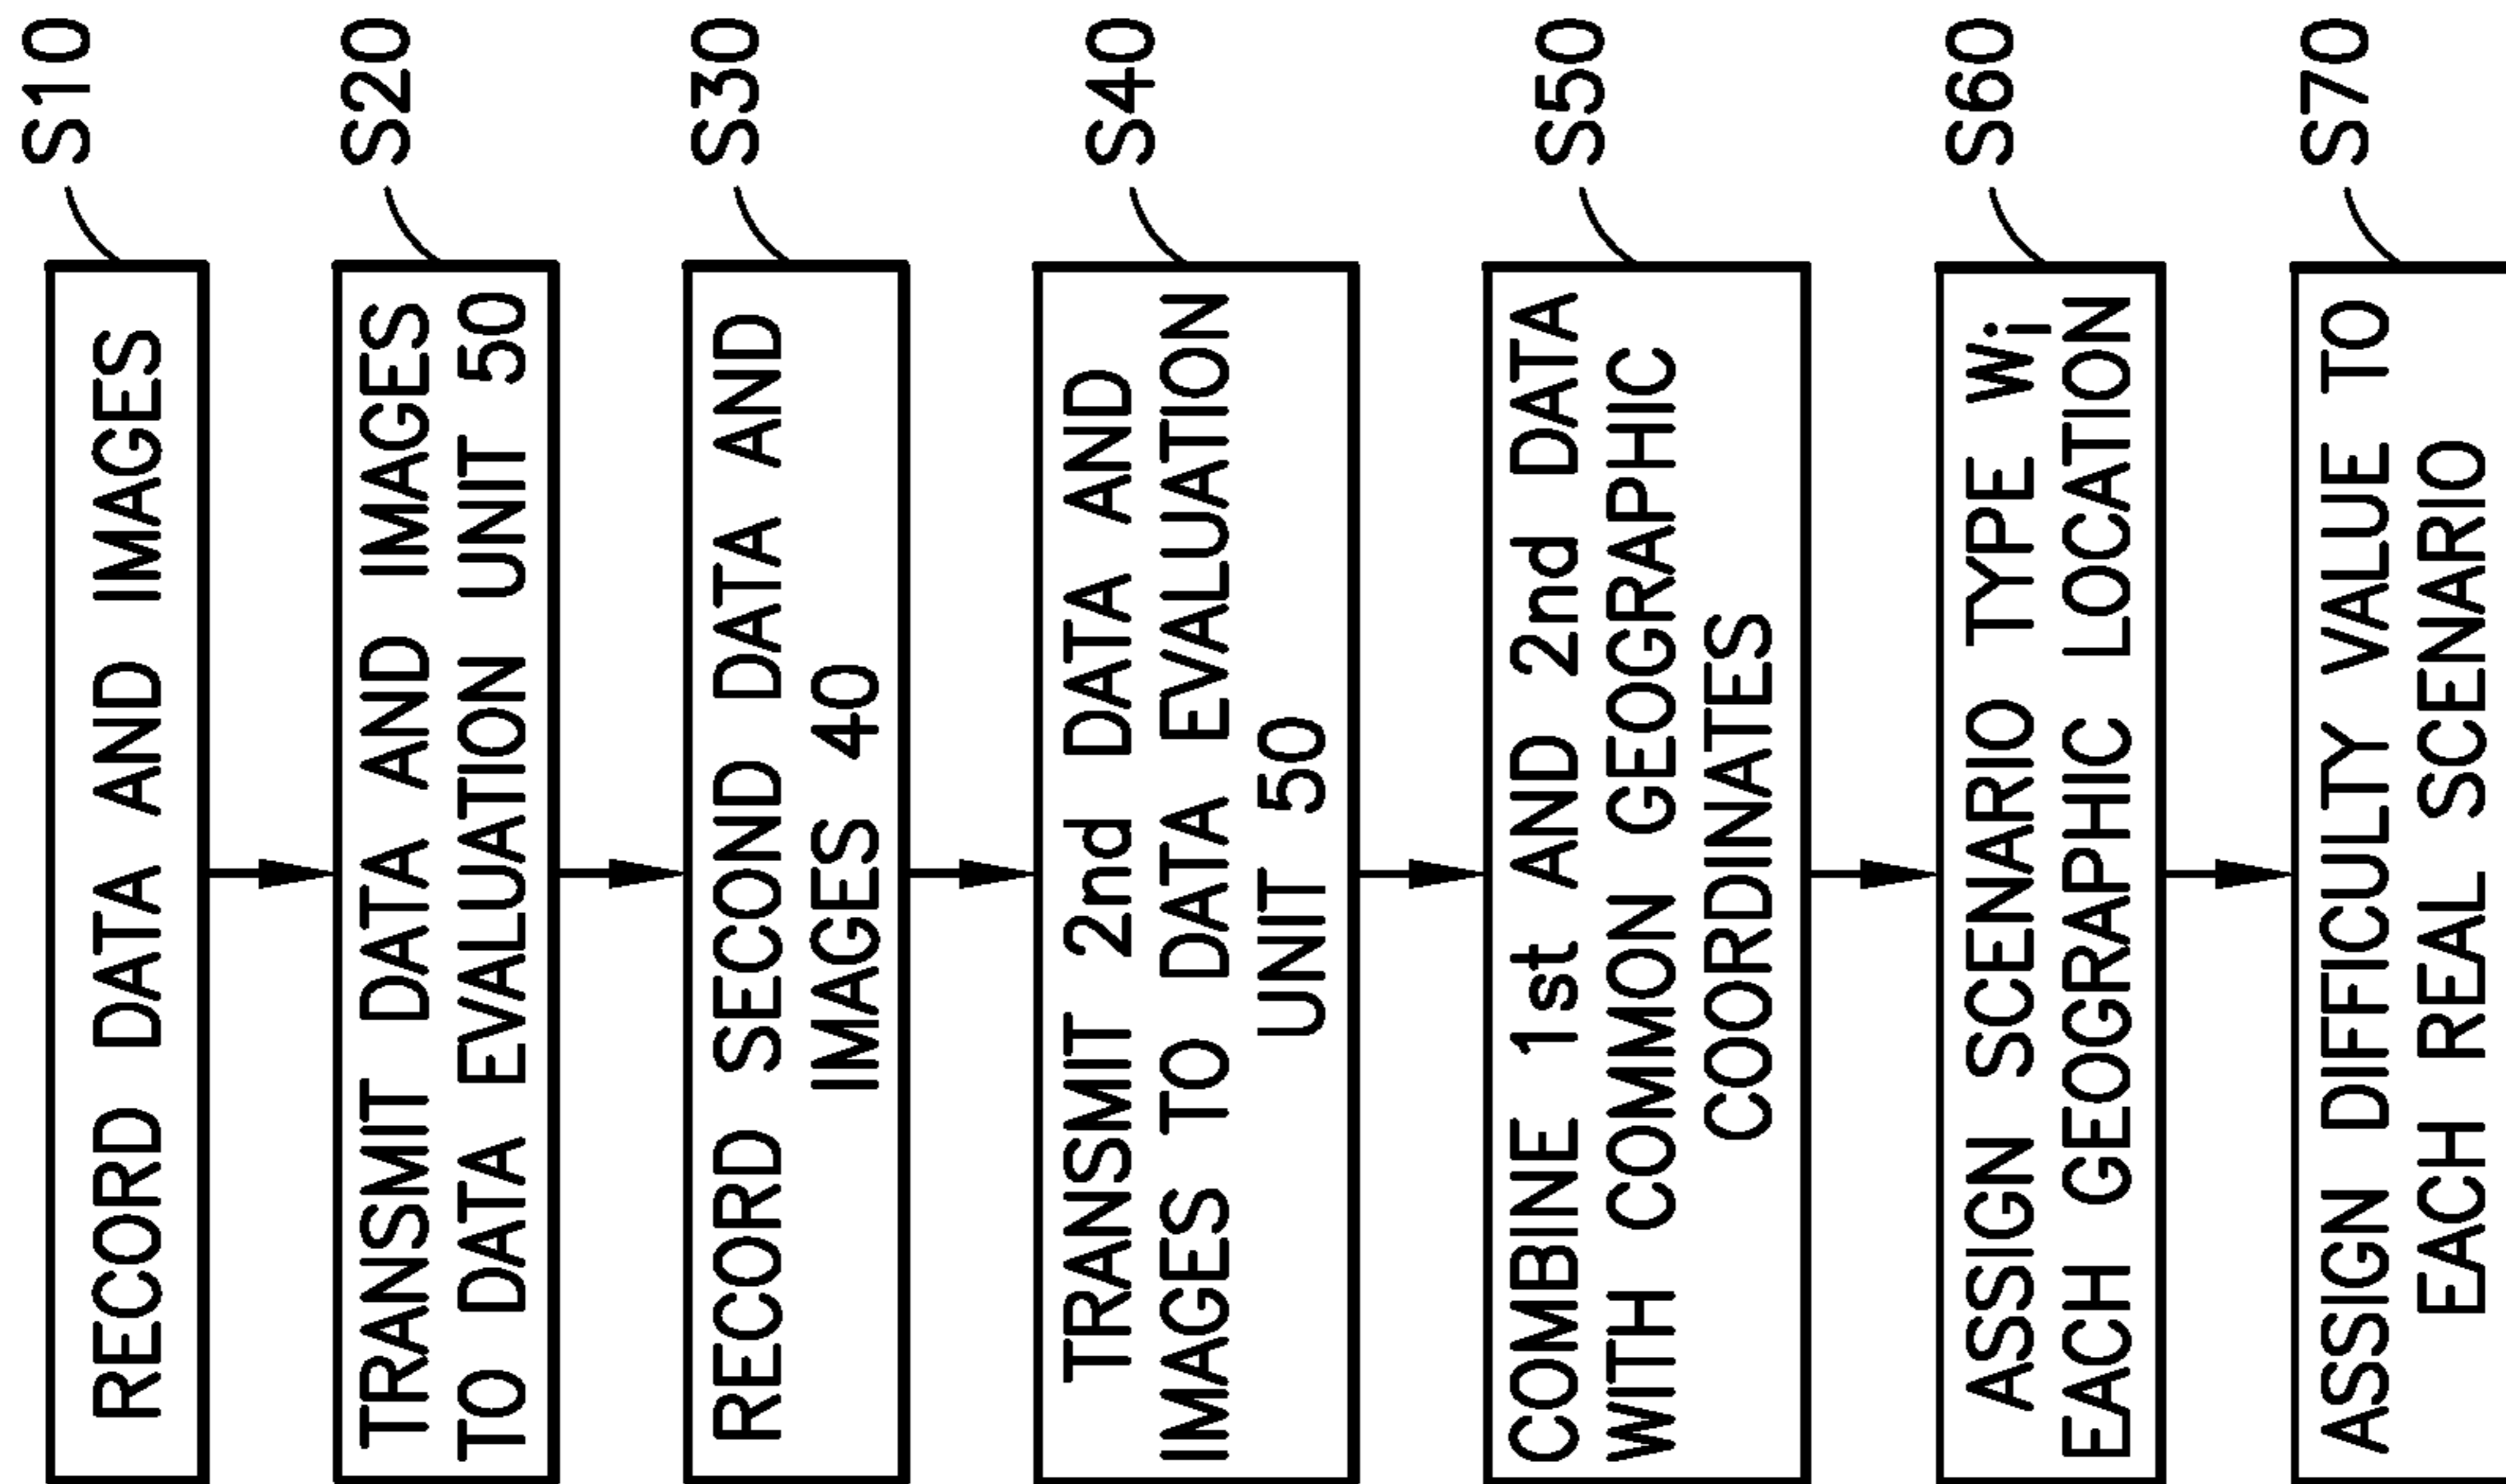 S10
RECORD DATA AND IMAGES
S20
TRANSMIT DATA AND IMAGES
TO DATA EVALUATION UNIT 50
S30
RECORD SECOND DATA AND
IMAGES 40
S40
TRANSMIT 2nd DATA AND
IMAGES TO DATA EVALUATION
UNIT 50
S50
COMBINE 1st AND 2nd DATA
WITH COMMON GEOGRAPHIC
COORDINATES
S60
ASSIGN SCENARIO TYPE Wi
EACH GEOGRAPHIC LOCATION
S70
ASSIGN DIFFICULTY VALUE TO
EACH REAL SCENARIO